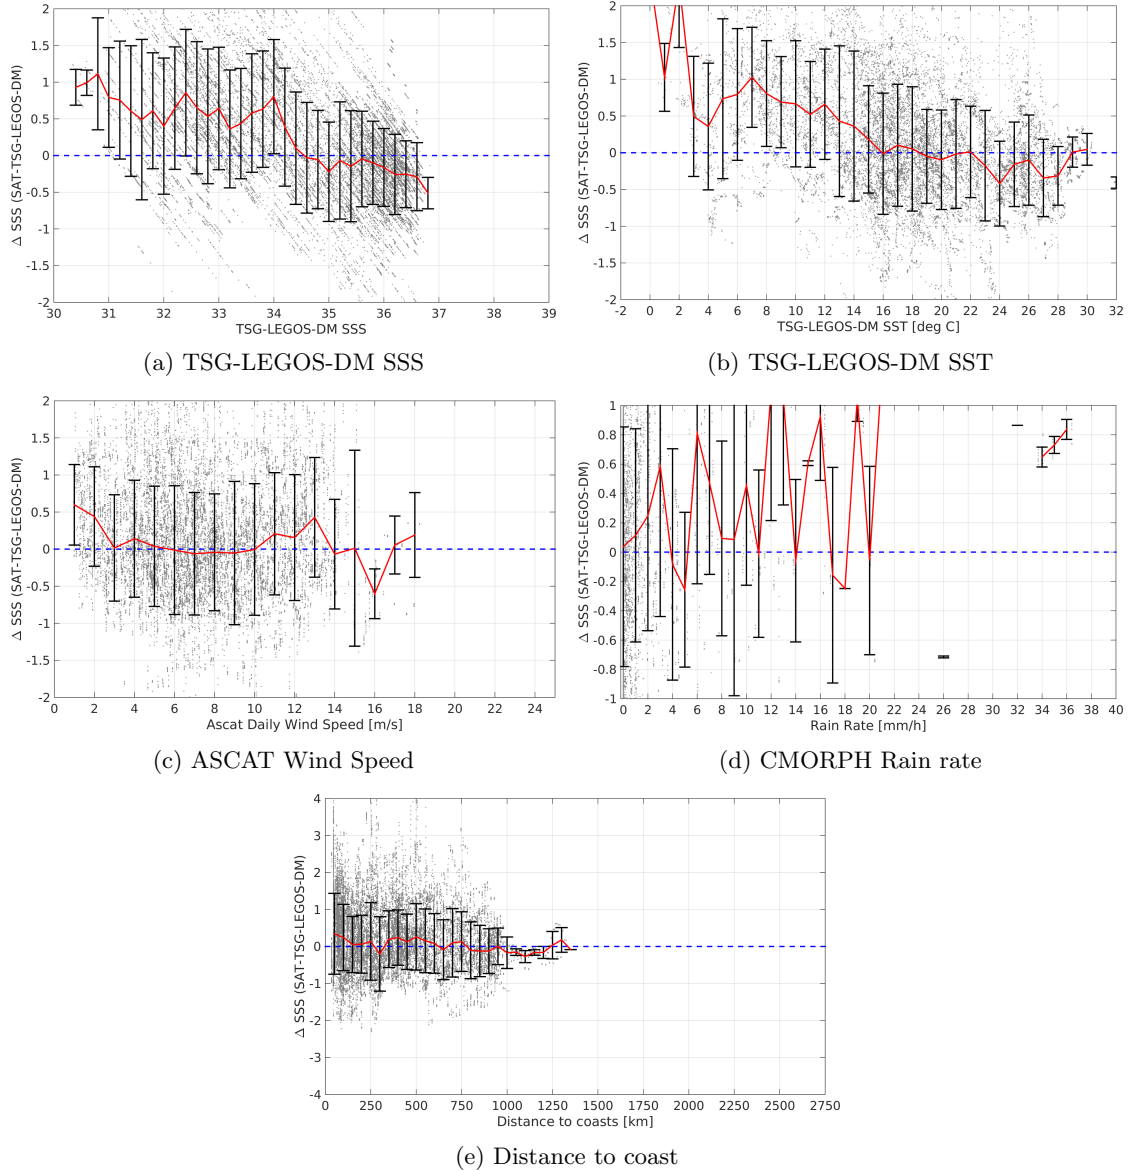 2
1.5
1
0.5
0
-0.5
-1
-1.5
-2
Δ SSS (SAT-TSG-LEGOS-DM)
30 31 32 33 34 35 36 37 38 39
TSG-LEGOS-DM SSS
(a) TSG-LEGOS-DM SSS
2
1.5
1
0.5
0
-0.5
-1
-1.5
-2
Δ SSS (SAT-TSG-LEGOS-DM)
-2 0 2 4 6 8 10 12 14 16 18 20 22 24 26 28 30 32
TSG-LEGOS-DM SST [deg C]
(b) TSG-LEGOS-DM SST
2
1.5
1
0.5
0
-0.5
-1
-1.5
-2
Δ SSS (SAT-TSG-LEGOS-DM)
0 2 4 6 8 10 12 14 16 18 20 22 24
Ascat Daily Wind Speed [m/s]
(c) ASCAT Wind Speed
1
0.8
0.6
0.4
0.2
0
-0.2
-0.4
-0.6
-0.8
-1
Δ SSS (SAT-TSG-LEGOS-DM)
0 2 4 6 8 10 12 14 16 18 20 22 24 26 28 30 32 34 36 38 40
Rain Rate [mm/h]
(d) CMORPH Rain rate
4
3
2
1
0
-1
-2
-3
-4
Δ SSS (SAT-TSG-LEGOS-DM)
0 250 500 750 1000 1250 1500 1750 2000 2250 2500 2750
Distance to coasts [km]
(e) Distance to coast